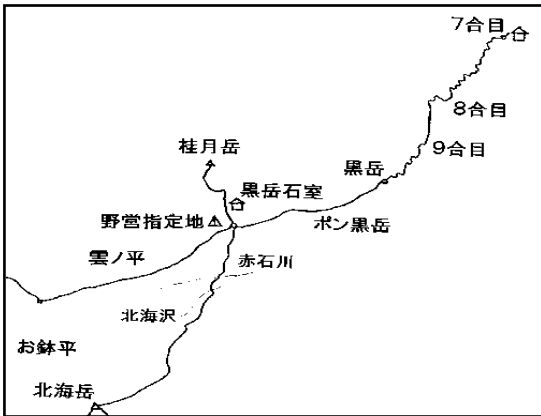 7合目
8合目
9合目
桂月岳
黒岳
黒岳石室
野営指定地
ポン黒岳
雲ノ平
赤石川
北海沢
お鉢平
北海岳